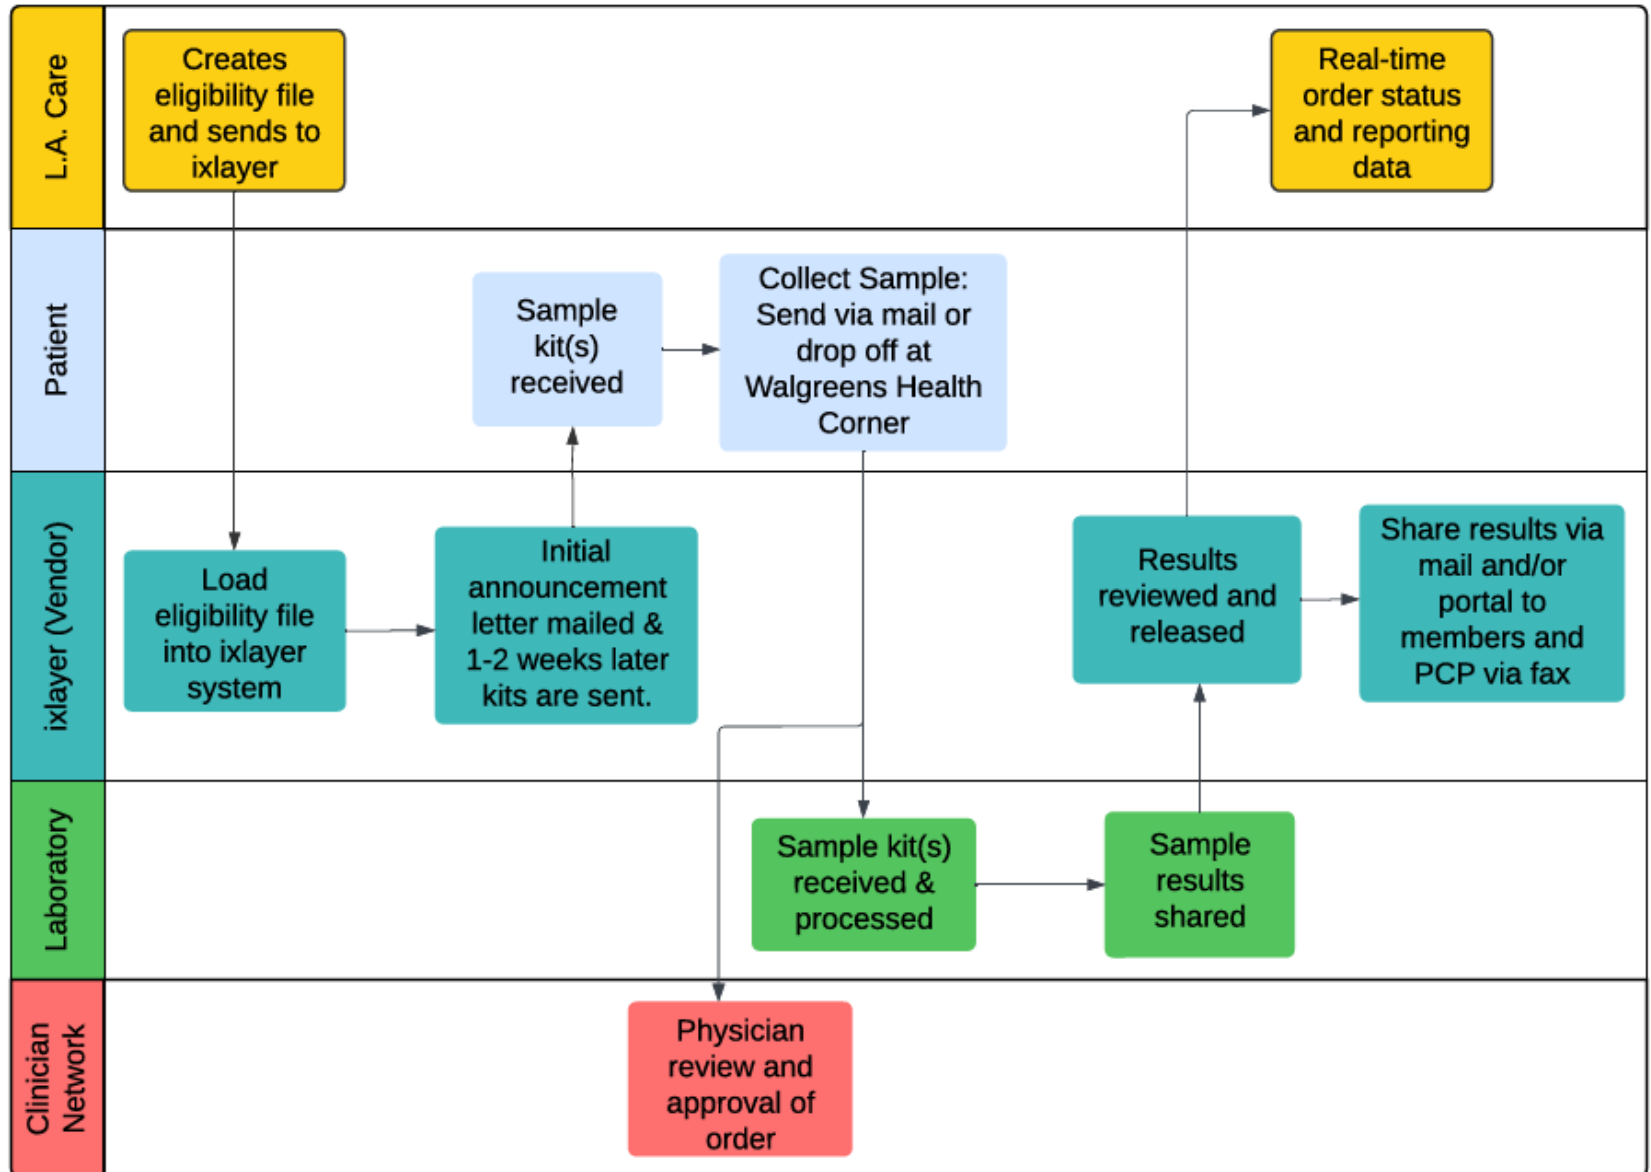 L.A. Care
Creates
eligibility file
and sends to
ixlayer
Real-time
order status
and reporting
data
Patient
Sample
kit(s)
received
Collect Sample:
Send via mail or
drop off at
Walgreens Health
Corner
ixlayer (Vendor)
Load
eligibility file
into ixlayer
system
Initial
announcement
letter mailed &
1-2 weeks later
kits are sent.
Results
reviewed and
released
Share results via
mail and/or
portal to
members and
PCP via fax
Laboratory
Sample kit(s)
received &
processed
Sample
results
shared
Clinician
Network
Physician
review and
approval of
order